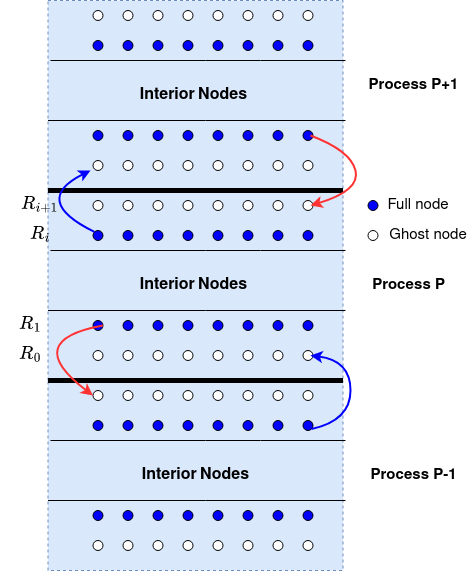 Process P+1
Interior Nodes
R_{i+1}
Full node
R_i
Ghost node
Interior Nodes
Process P
R_1
R_0
Interior Nodes
Process P-1